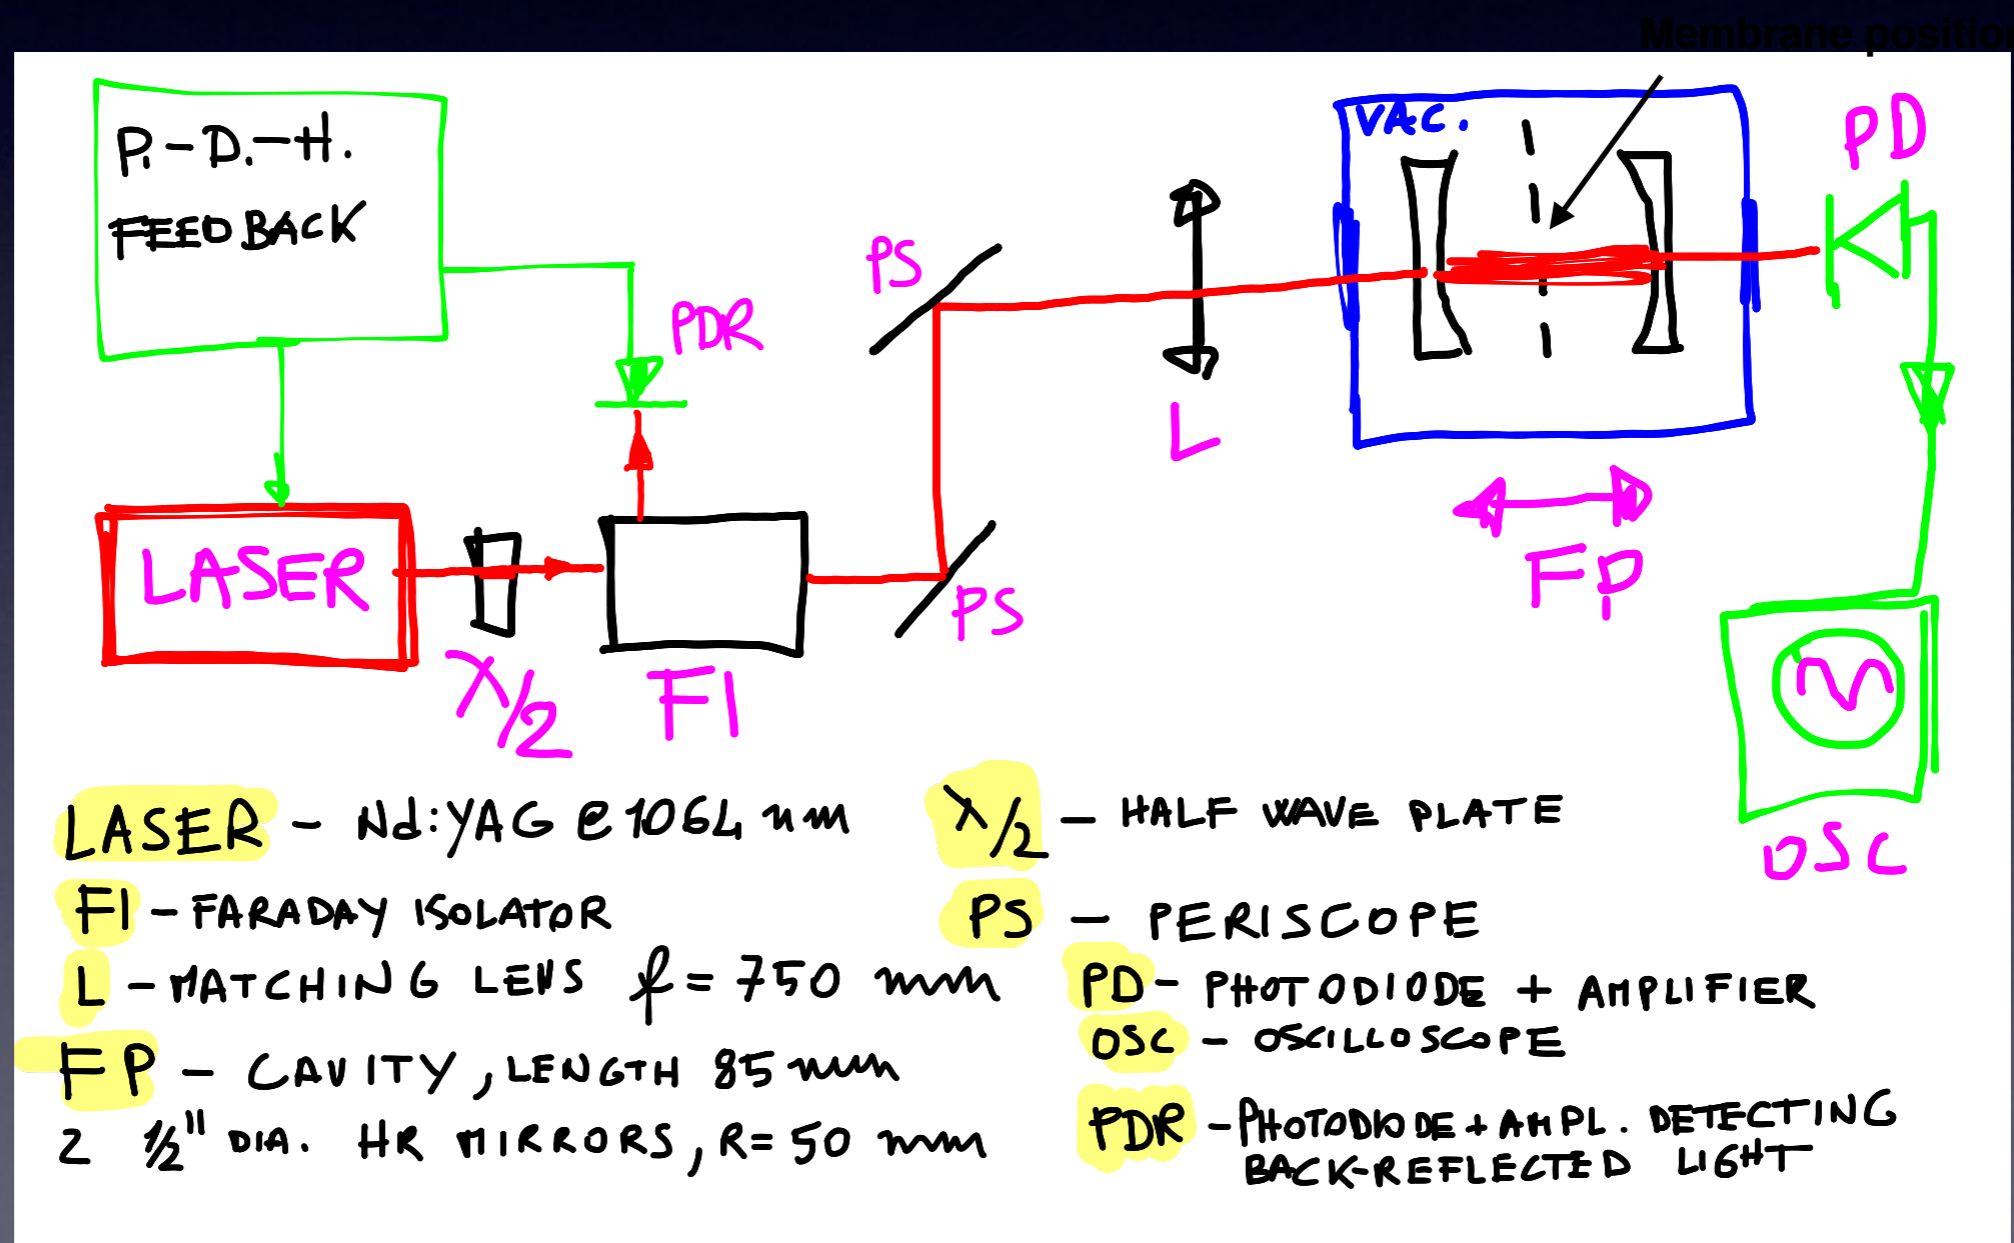 Membrane position
P.-D.-H.
FEEDBACK
VAC.
PD
PS
PDR
L
FP
LASER
PS
λ/2
FI
OSC
LASER - Nd:YAG @ 1064 nm
FI - FARADAY ISOLATOR
L - MATCHING LENS f = 750 mm
FP - CAVITY, LENGTH 85 mm
2 1/2" DIA. HR MIRRORS, R= 50 mm
λ/2 - HALF WAVE PLATE
PS - PERISCOPE
PD - PHOTODIODE + AMPLIFIER
OSC - OSCILLOSCOPE
PDR - PHOTODIODE + AMPL. DETECTING
BACK-REFLECTED LIGHT